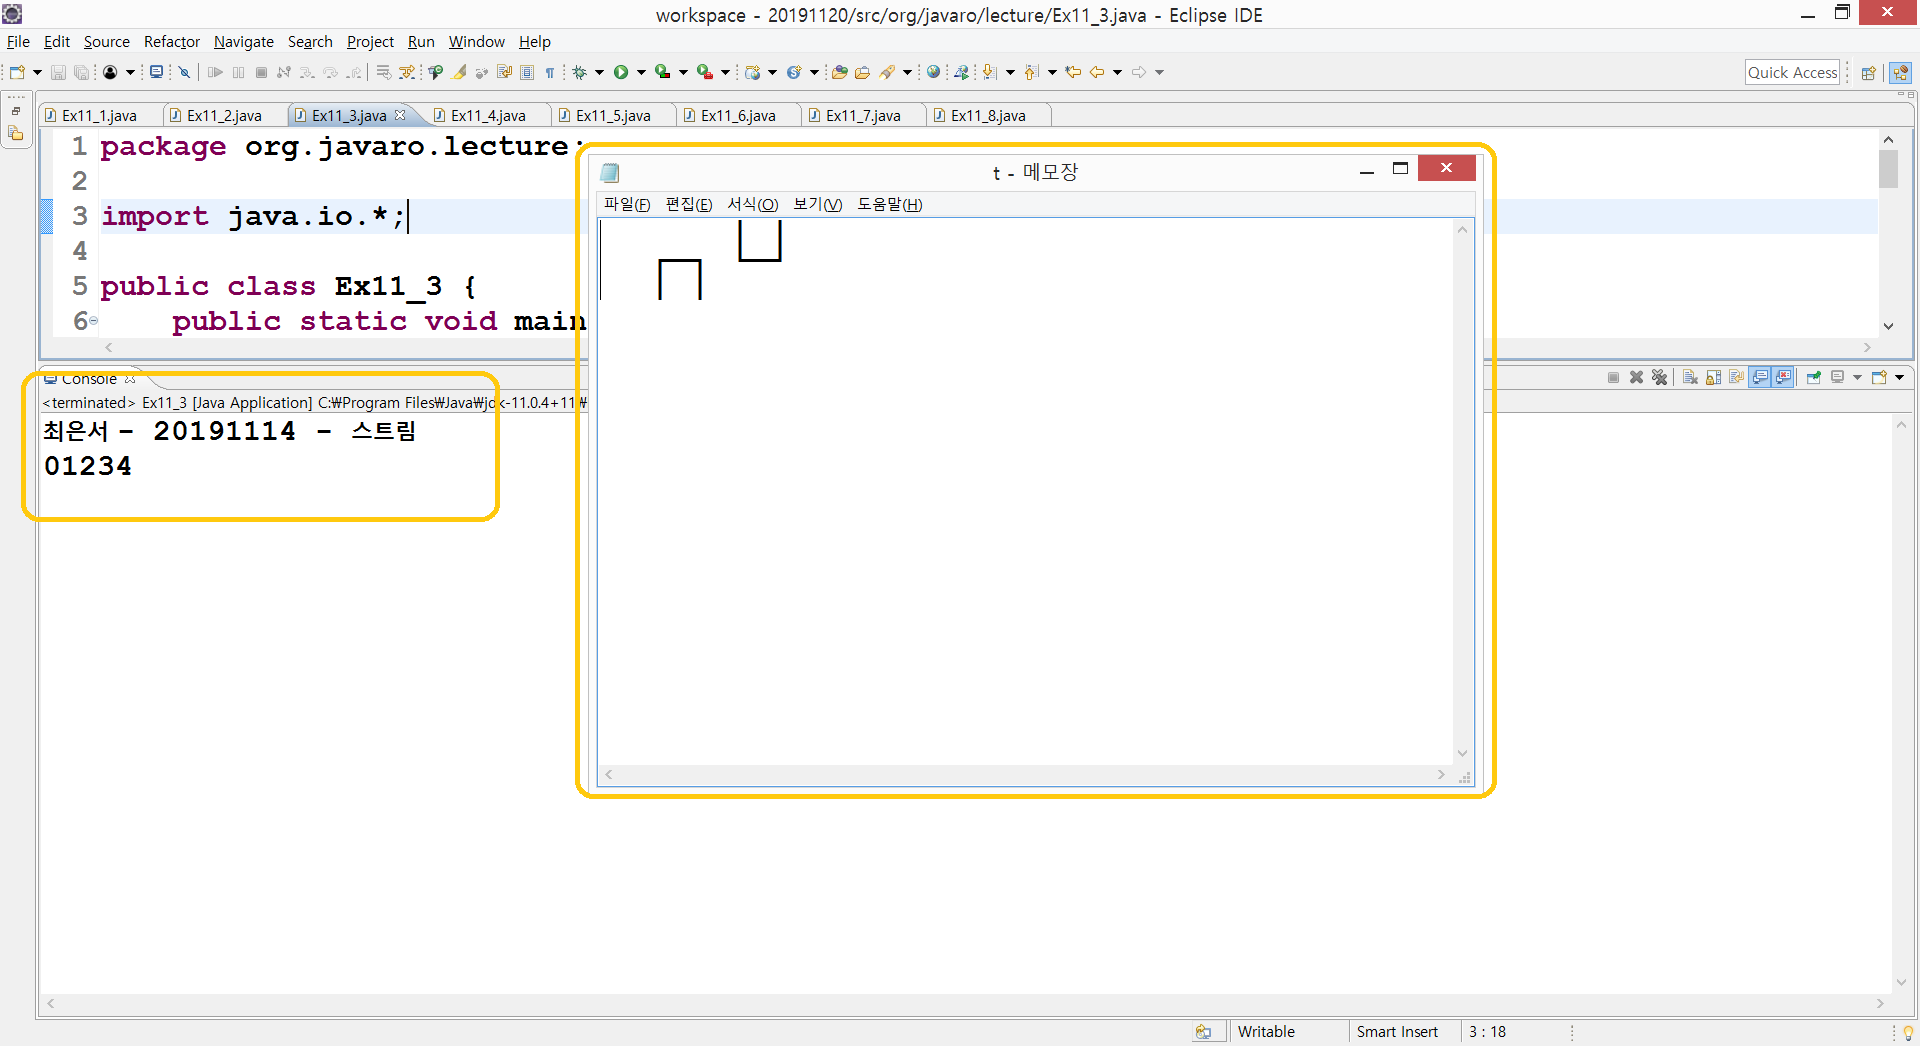 workspace - 20191120/src/org/javaro/lecture/Ex11_3.java - Eclipse IDE
File Edit Source Refactor Navigate Search Project Run Window Help
Quick Access
Ex11_1.java Ex11_2.java Ex11_3.java Ex11_4.java Ex11_5.java Ex11_6.java Ex11_7.java Ex11_8.java
1 package org.javaro.lecture;
2
3 import java.io.*;
4
5 public class Ex11_3 {
6 public static void main
t - 메모장
파일(F) 편집(E) 서식(O) 보기(V) 도움말(H)
Console
<terminated> Ex11_3 [Java Application] C:₩Program Files₩Java₩jdk-11.0.4+11₩
최은서 - 20191114 - 스트림
01234
Writable Smart Insert 3 : 18